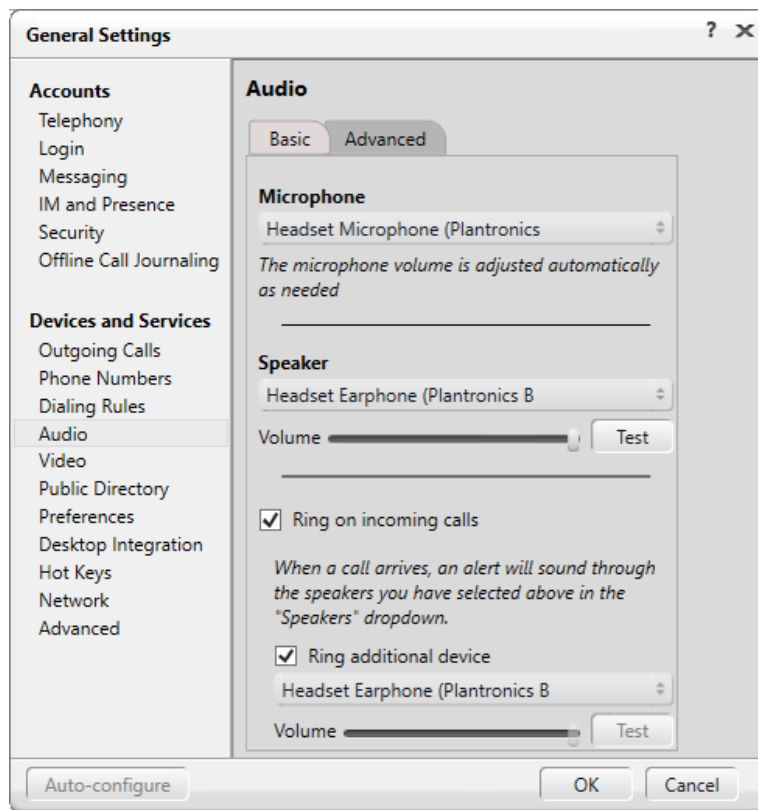 General Settings
?
Accounts
Telephony
Login
Messaging
IM and Presence
Security
Offline Call Journaling
Devices and Services
Outgoing Calls
Phone Numbers
Dialing Rules
Audio
Video
Public Directory
Preferences
Desktop Integration
Hot Keys
Network
Advanced
Auto-configure
Audio
Basic
Advanced
Microphone
Headset Microphone (Plantronics
The microphone volume is adjusted automatically
as needed
Speaker
Headset Earphone (Plantronics B
Volume
Test
Ring on incoming calls
When a call arrives, an alert will sound through
the speakers you have selected above in the
"Speakers" dropdown.
Ring additional device
Headset Earphone (Plantronics B
Volume
Test
OK
Cancel